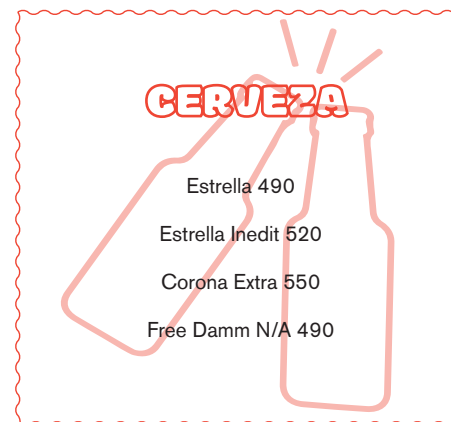 CERVEZA
Estrella 490
Estrella Inedit 520
Corona Extra 550
Free Damm N/A 490